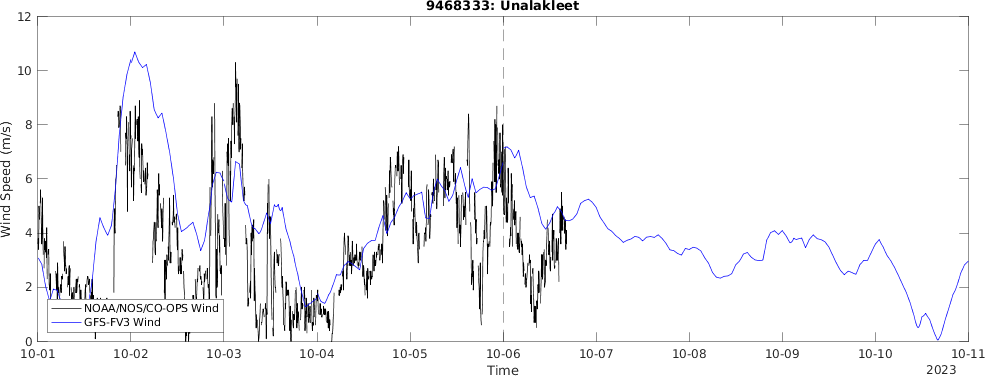 9468333: Unalakleet
12
10
8
6
4
2
0
Wind Speed (m/s)
NOAA/NOS/CO-OPS Wind
GFS-FV3 Wind
10-01 10-02 10-03 10-04 10-05 10-06 10-07 10-08 10-09 10-10 10-11
Time
2023